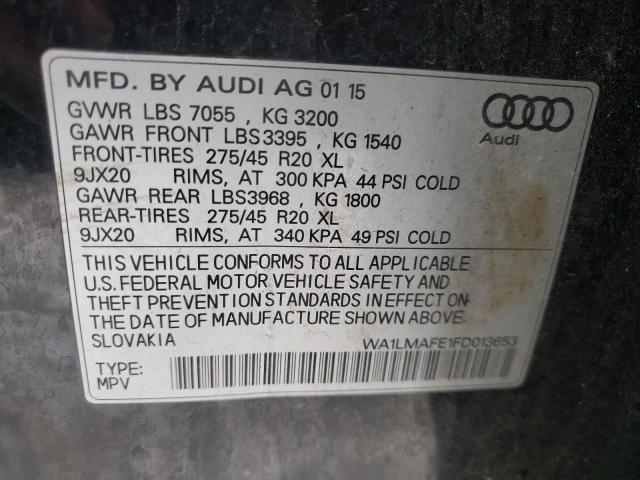 MFD. BY AUDI AG 01 15
GVWR LBS 7055 , KG 3200
GAWR FRONT LBS3395 , KG 1540
FRONT-TIRES 275/45 R20 XL
9JX20 RIMS, AT 300 KPA 44 PSI COLD
GAWR REAR LBS3968 , KG 1800
REAR-TIRES 275/45 R20 XL
9JX20 RIMS, AT 340 KPA 49 PSI COLD
Audi
THIS VEHICLE CONFORMS TO ALL APPLICABLE
U.S. FEDERAL MOTOR VEHICLE SAFETY AND
THEFT PREVENTION STANDARDS IN EFFECT ON
THE DATE OF MANUFACTURE SHOWN ABOVE.
SLOVAKIA WA1LMAFE1FD013653
TYPE:
MPV